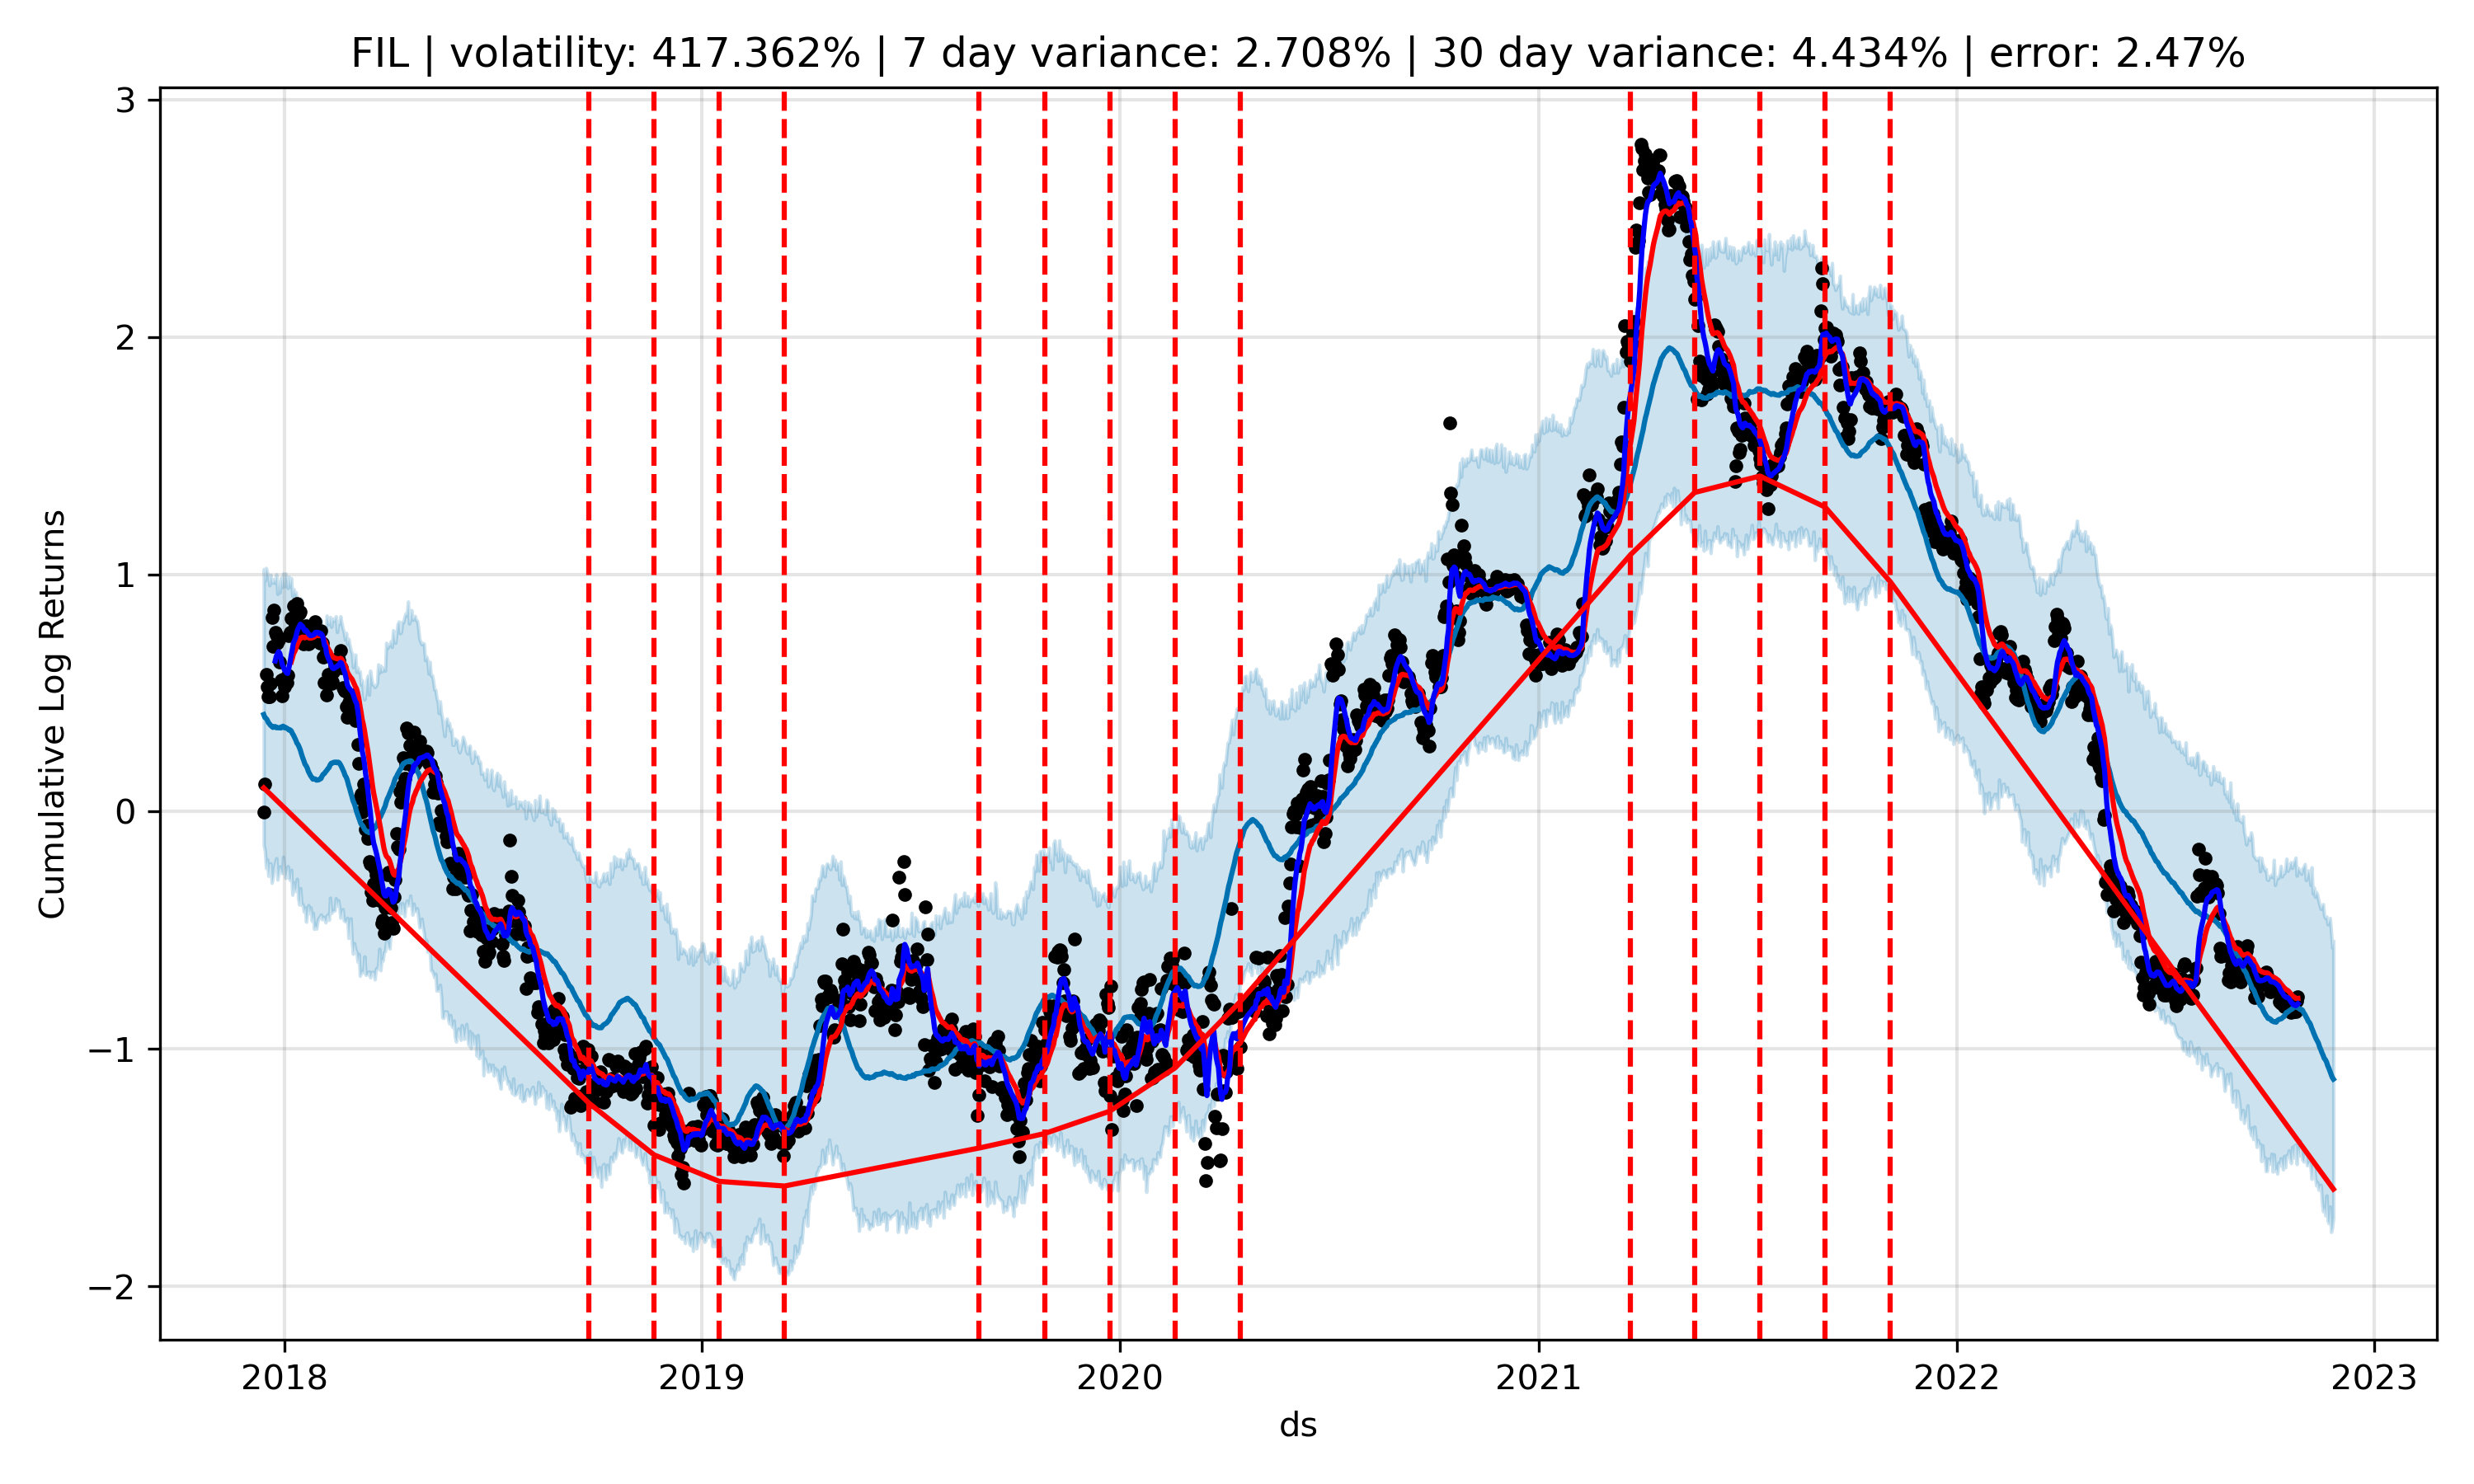 FIL | volatility: 417.362% | 7 day variance: 2.708% | 30 day variance: 4.434% | error: 2.47%
3
2
1
0
−1
−2
Cumulative Log Returns
2018 2019 2020 2021 2022 2023
ds